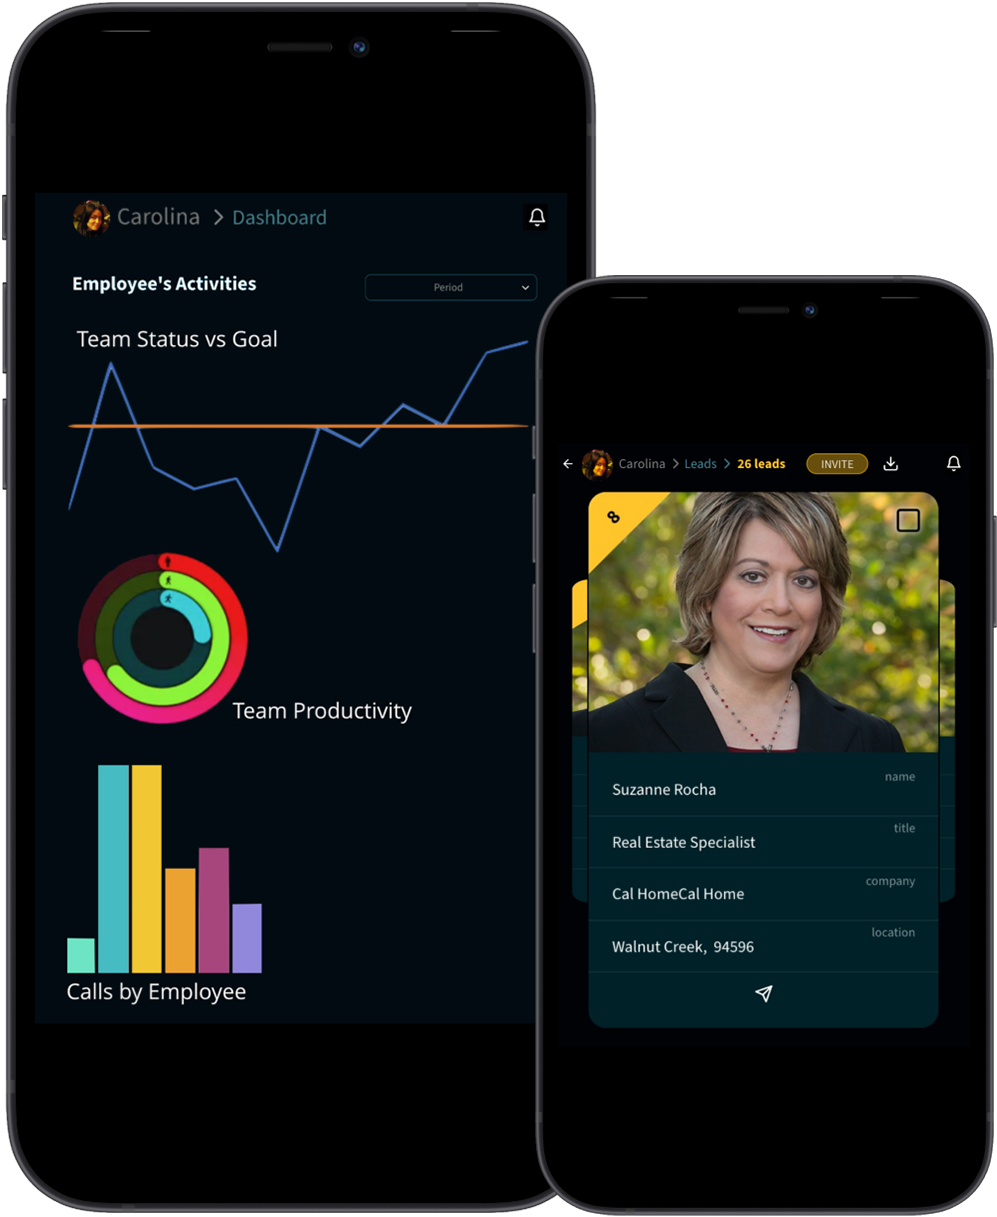 Carolina > Dashboard
Employee's Activities
Period
Team Status vs Goal
Team Productivity
Calls by Employee
Carolina > Leads > 26 leads
INVITE
8
name
Suzanne Rocha
title
Real Estate Specialist
company
Cal HomeCal Home
location
Walnut Creek, 94596